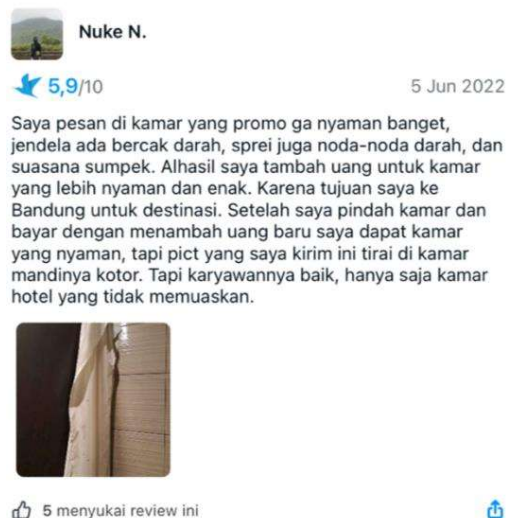 Nuke N.
5,9/10
5 Jun 2022
Saya pesan di kamar yang promo ga nyaman banget,
jendela ada bercak darah, sprei juga noda-noda darah, dan
suasana sumpek. Alhasil saya tambah uang untuk kamar
yang lebih nyaman dan enak. Karena tujuan saya ke
Bandung untuk destinasi. Setelah saya pindah kamar dan
bayar dengan menambah uang baru saya dapat kamar
yang nyaman, tapi pict yang saya kirim ini tirai di kamar
mandinya kotor. Tapi karyawannya baik, hanya saja kamar
hotel yang tidak memuaskan.
5 menyukai review ini